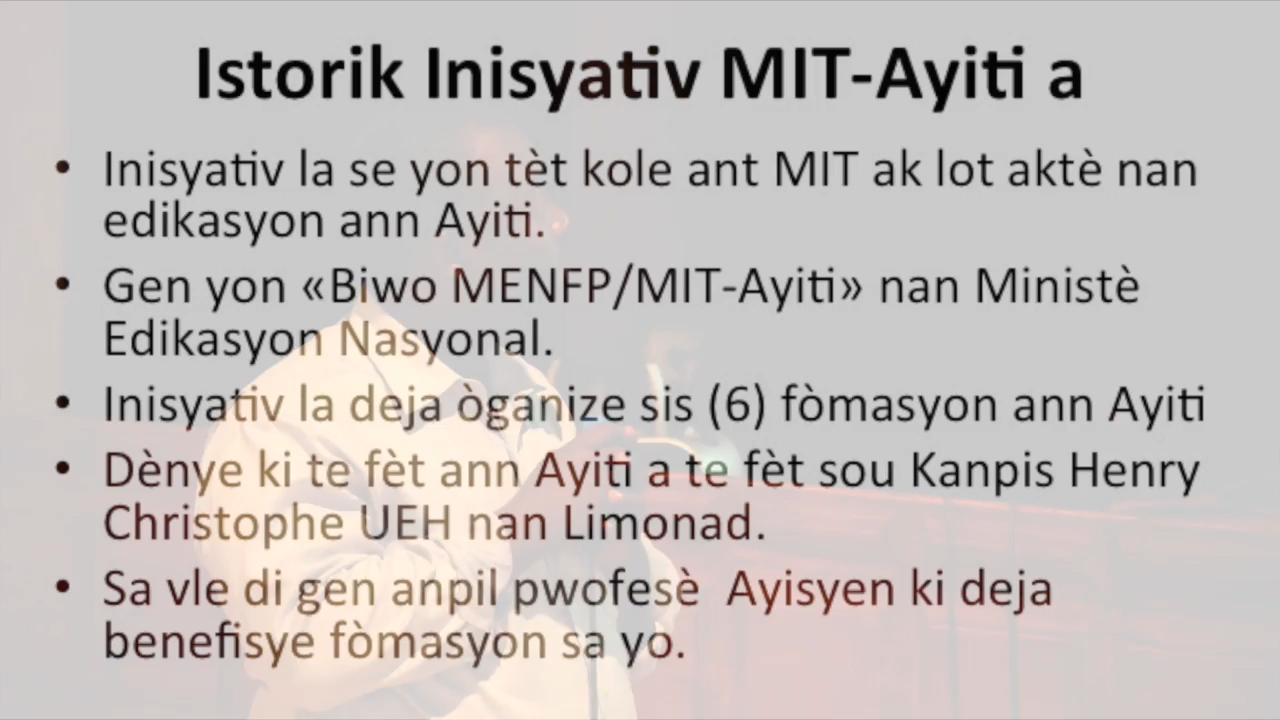 Istorik Inisyativ MIT-Ayiti a
• Inisyativ la se yon tèt kole ant MIT ak lot aktè nan
edikasyon ann Ayiti.
• Gen yon «Biwo MENFP/MIT-Ayiti» nan Ministè
Edikasyon Nasyonal.
• Inisyativ la deja òganize sis (6) fòmasyon ann Ayiti
• Dènye ki te fèt ann Ayiti a te fèt sou Kanpis Henry
Christophe UEH nan Limonad.
• Sa vle di gen anpil pwofesè  Ayisyen ki deja
benefisye fòmasyon sa yo.